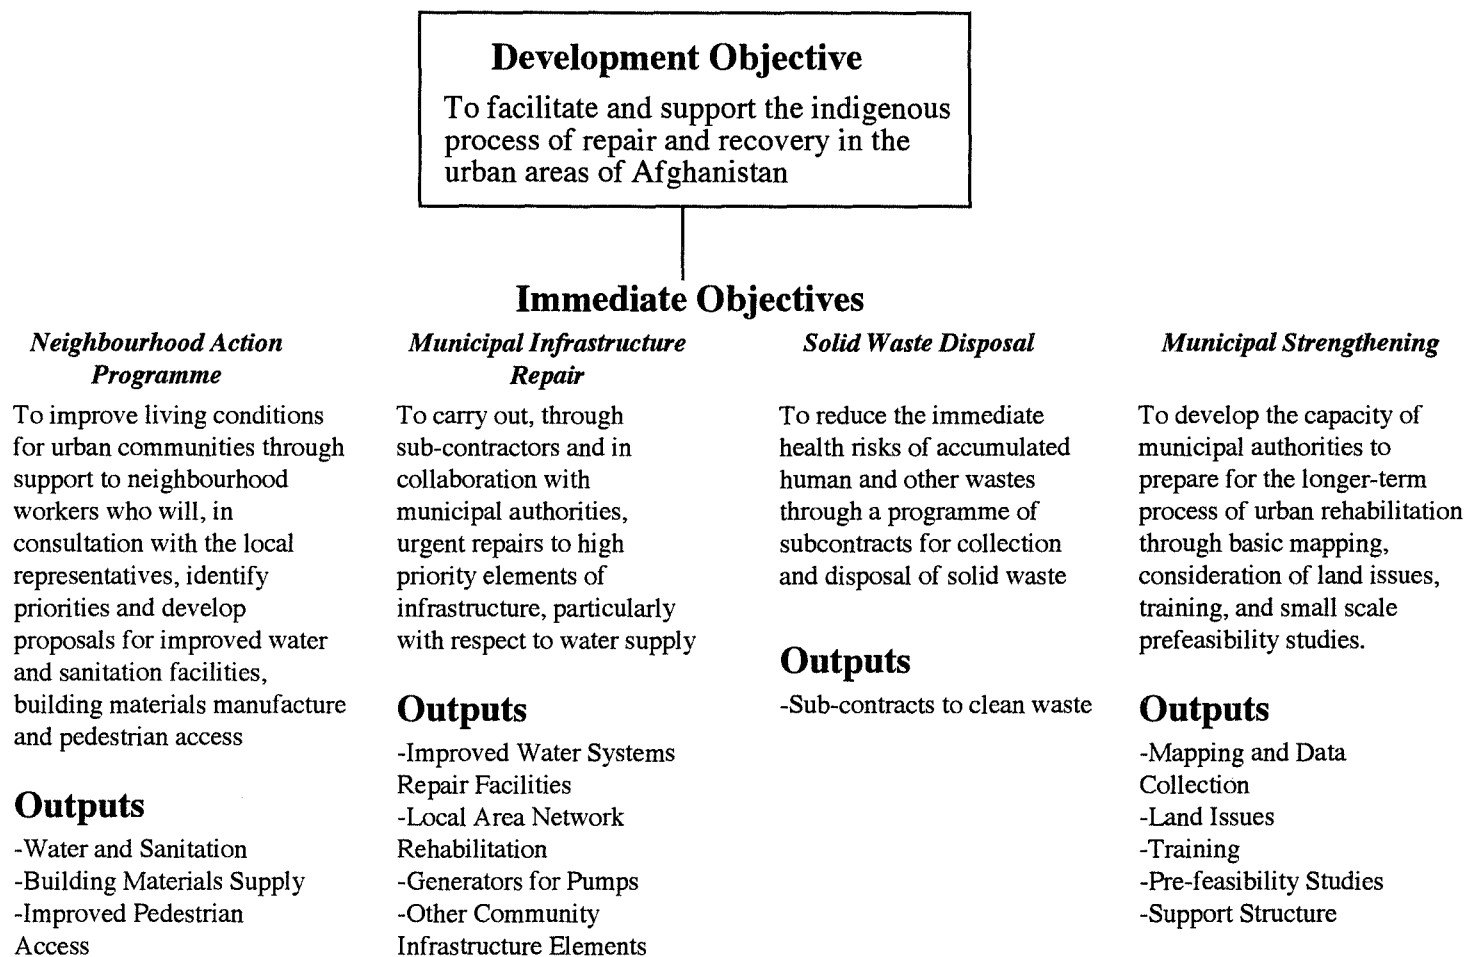 Development Objective
To facilitate and support the indigenous
process of repair and recovery in the
urban areas of Afghanistan
Immediate Objectives
Neighbourhood Action
Programme
To improve living conditions
for urban communities through
support to neighbourhood
workers who will, in
consultation with the local
representatives, identify
priorities and develop
proposals for improved water
and sanitation facilities,
building materials manufacture
and pedestrian access
Outputs
-Water and Sanitation
-Building Materials Supply
-Improved Pedestrian
Access
Municipal Infrastructure
Repair
To carry out, through
sub-contractors and in
collaboration with
municipal authorities,
urgent repairs to high
priority elements of
infrastructure, particularly
with respect to water supply
Outputs
-Improved Water Systems
Repair Facilities
-Local Area Network
Rehabilitation
-Generators for Pumps
-Other Community
Infrastructure Elements
Solid Waste Disposal
To reduce the immediate
health risks of accumulated
human and other wastes
through a programme of
subcontracts for collection
and disposal of solid waste
Outputs
-Sub-contracts to clean waste
Municipal Strengthening
To develop the capacity of
municipal authorities to
prepare for the longer-term
process of urban rehabilitation
through basic mapping,
consideration of land issues,
training, and small scale
prefeasibility studies.
Outputs
-Mapping and Data
Collection
-Land Issues
-Training
-Pre-feasibility Studies
-Support Structure